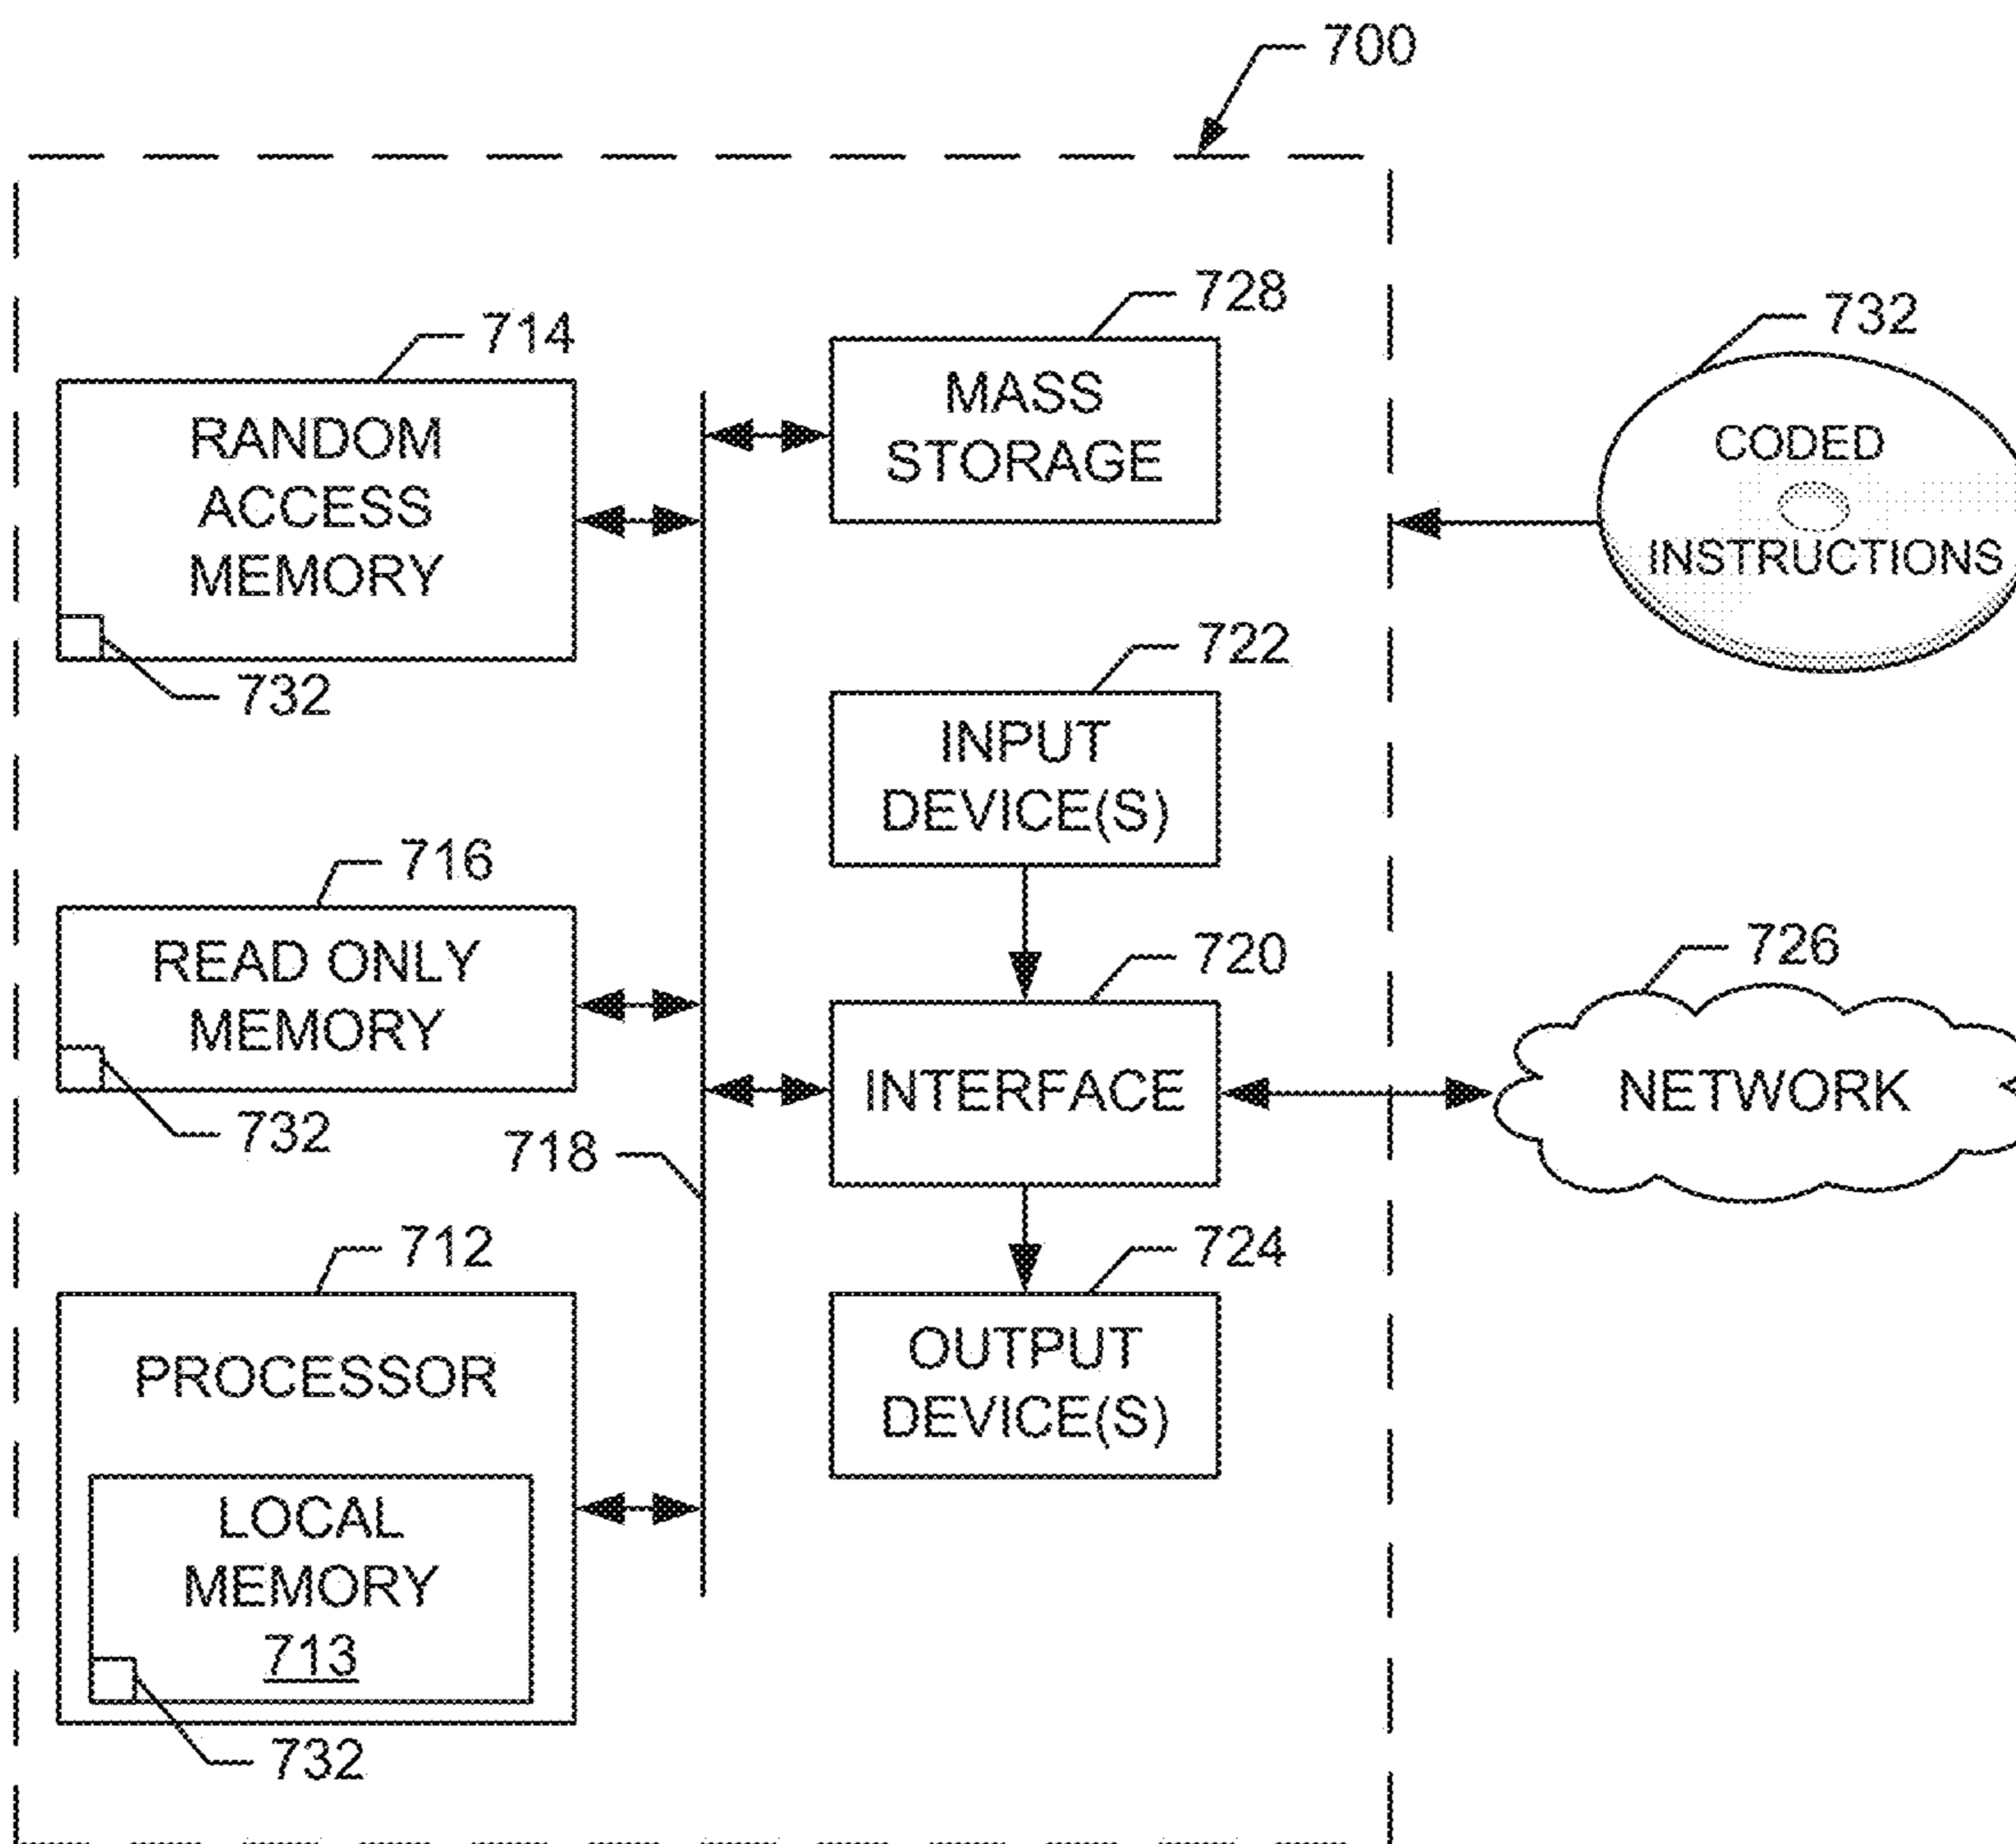 700
714
RANDOM
ACCESS
MEMORY
732
728
MASS
STORAGE
732
CODED
INSTRUCTIONS
722
INPUT
DEVICE(S)
716
READ ONLY
MEMORY
732
718
720
INTERFACE
726
NETWORK
712
PROCESSOR
LOCAL
MEMORY
713
732
724
OUTPUT
DEVICE(S)